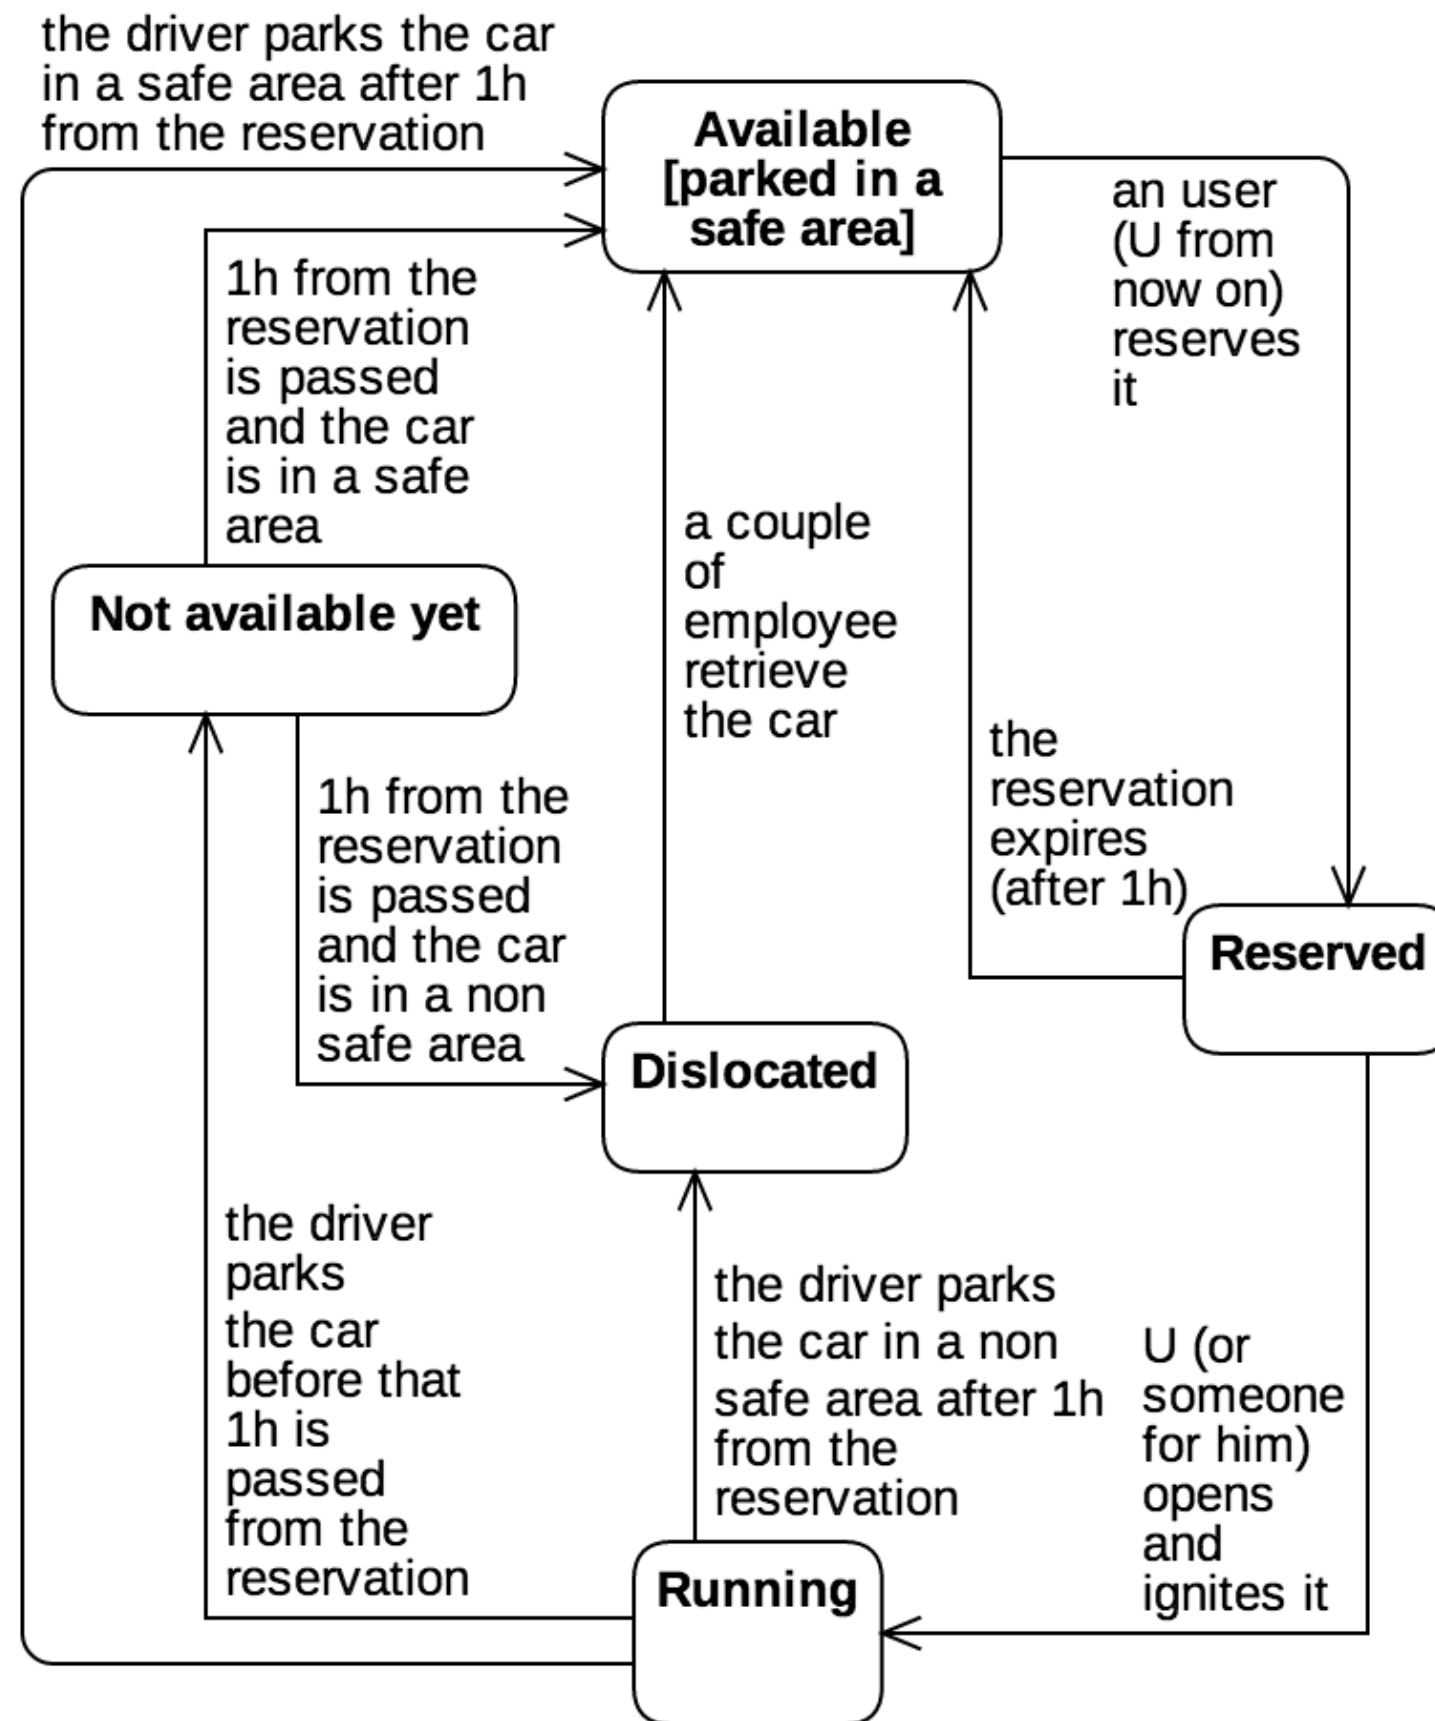 the driver parks the car
in a safe area after 1h
from the reservation
Available
[parked in a
safe area]
an user
(U from
now on)
reserves
it
1h from the
reservation
is passed
and the car
is in a safe
area
a couple
of
employee
retrieve
the car
Not available yet
the
reservation
expires
(after 1h)
1h from the
reservation
is passed
and the car
is in a non
safe area
Reserved
Dislocated
the driver
parks
the car
before that
1h is
passed
from the
reservation
the driver parks
the car in a non
safe area after 1h
from the
reservation
U (or
someone
for him)
opens
and
ignites it
Running